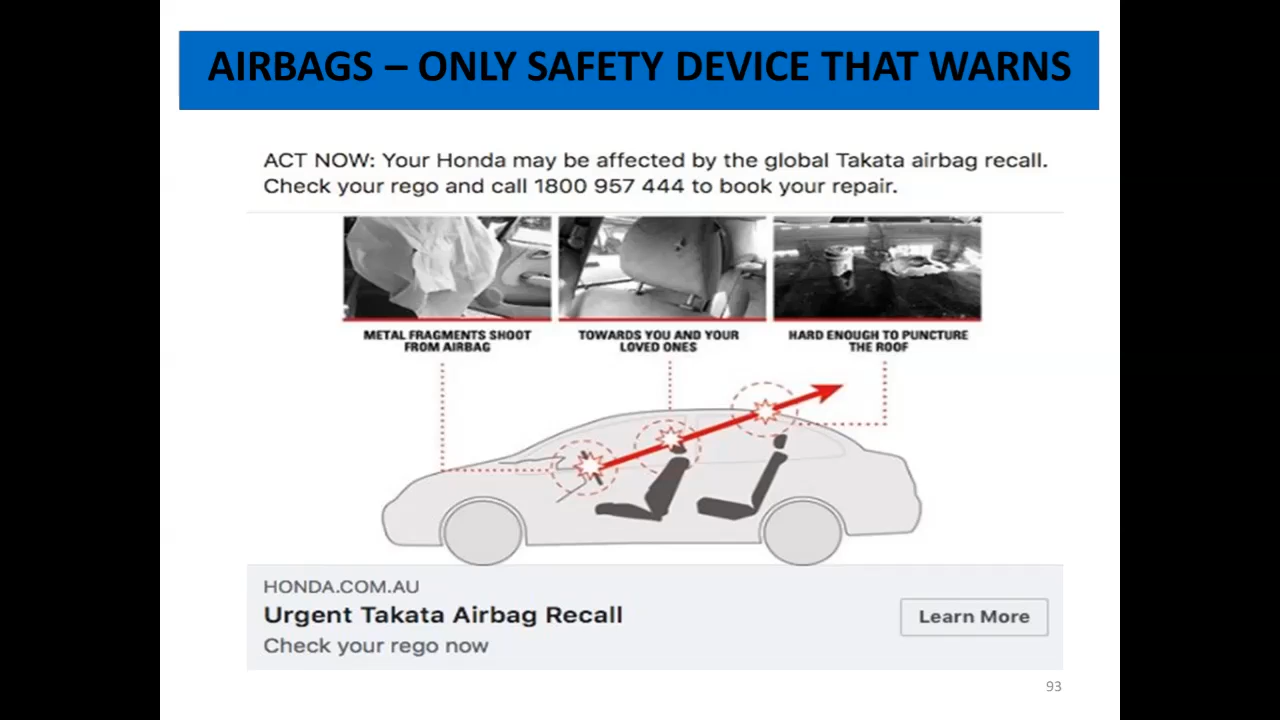 AIRBAGS – ONLY SAFETY DEVICE THAT WARNS
ACT NOW: Your Honda may be affected by the global Takata airbag recall.
Check your rego and call 1800 957 444 to book your repair.
METAL FRAGMENTS SHOOT
FROM AIRBAG
TOWARDS YOU AND YOUR
LOVED ONES
HARD ENOUGH TO PUNCTURE
THE ROOF
HONDA.COM.AU
Urgent Takata Airbag Recall
Check your rego now
Learn More
93